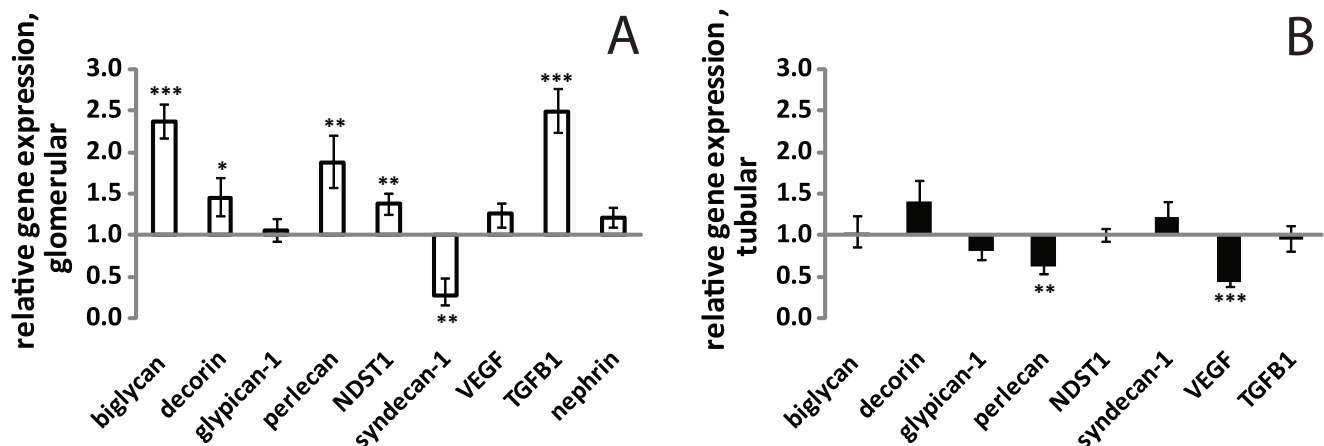 A
relative gene expression,
glomerular
3.0
2.5
2.0
1.5
1.0
0.5
0.0
***
*
**
**
**
***
biglycan
decorin
glypican-1
perlecan
NDST1
syndecan-1
VEGF
TGFB1
nephrin
B
relative gene expression ,
tubular
3.0
2.5
2.0
1.5
1.0
0.5
0.0
**
***
biglycan
decorin
glypican-1
perlecan
NDST1
syndecan-1
VEGF
TGFB1